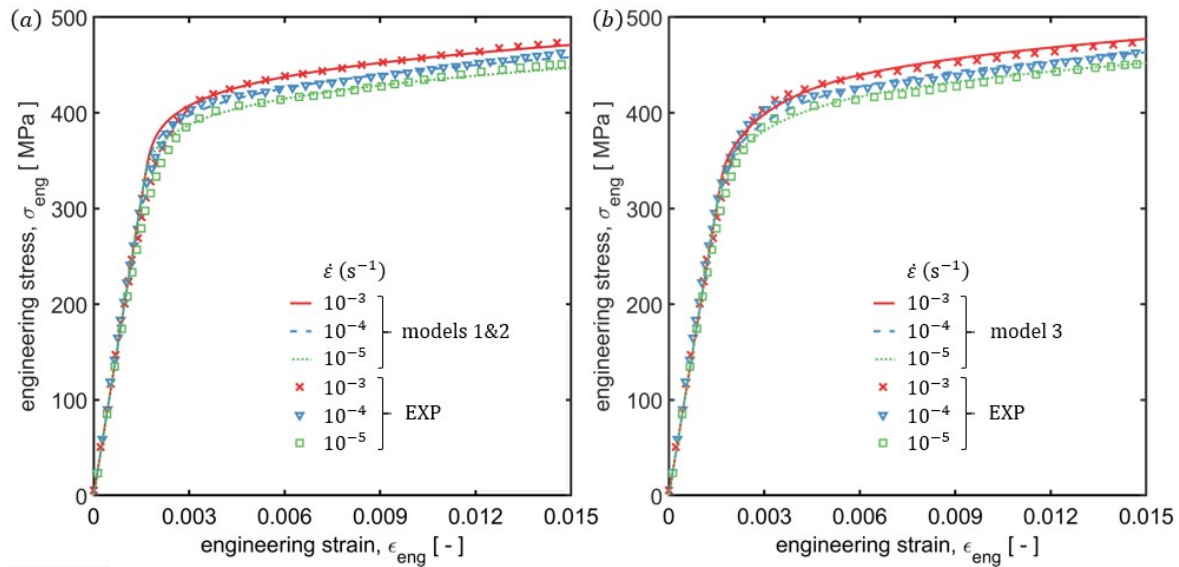 (a)
500
400
300
200
100
0
engineering stress, σeng [ MPa ]
ε̇ (s⁻¹)
10⁻³
10⁻⁴
10⁻⁵
models 1&2
10⁻³
10⁻⁴
10⁻⁵
EXP
0 0.003 0.006 0.009 0.012 0.015
engineering strain, ϵeng [ - ]
(b)
500
400
300
200
100
0
engineering stress, σeng [ MPa ]
ε̇ (s⁻¹)
10⁻³
10⁻⁴
10⁻⁵
model 3
10⁻³
10⁻⁴
10⁻⁵
EXP
0 0.003 0.006 0.009 0.012 0.015
engineering strain, ϵeng [ - ]